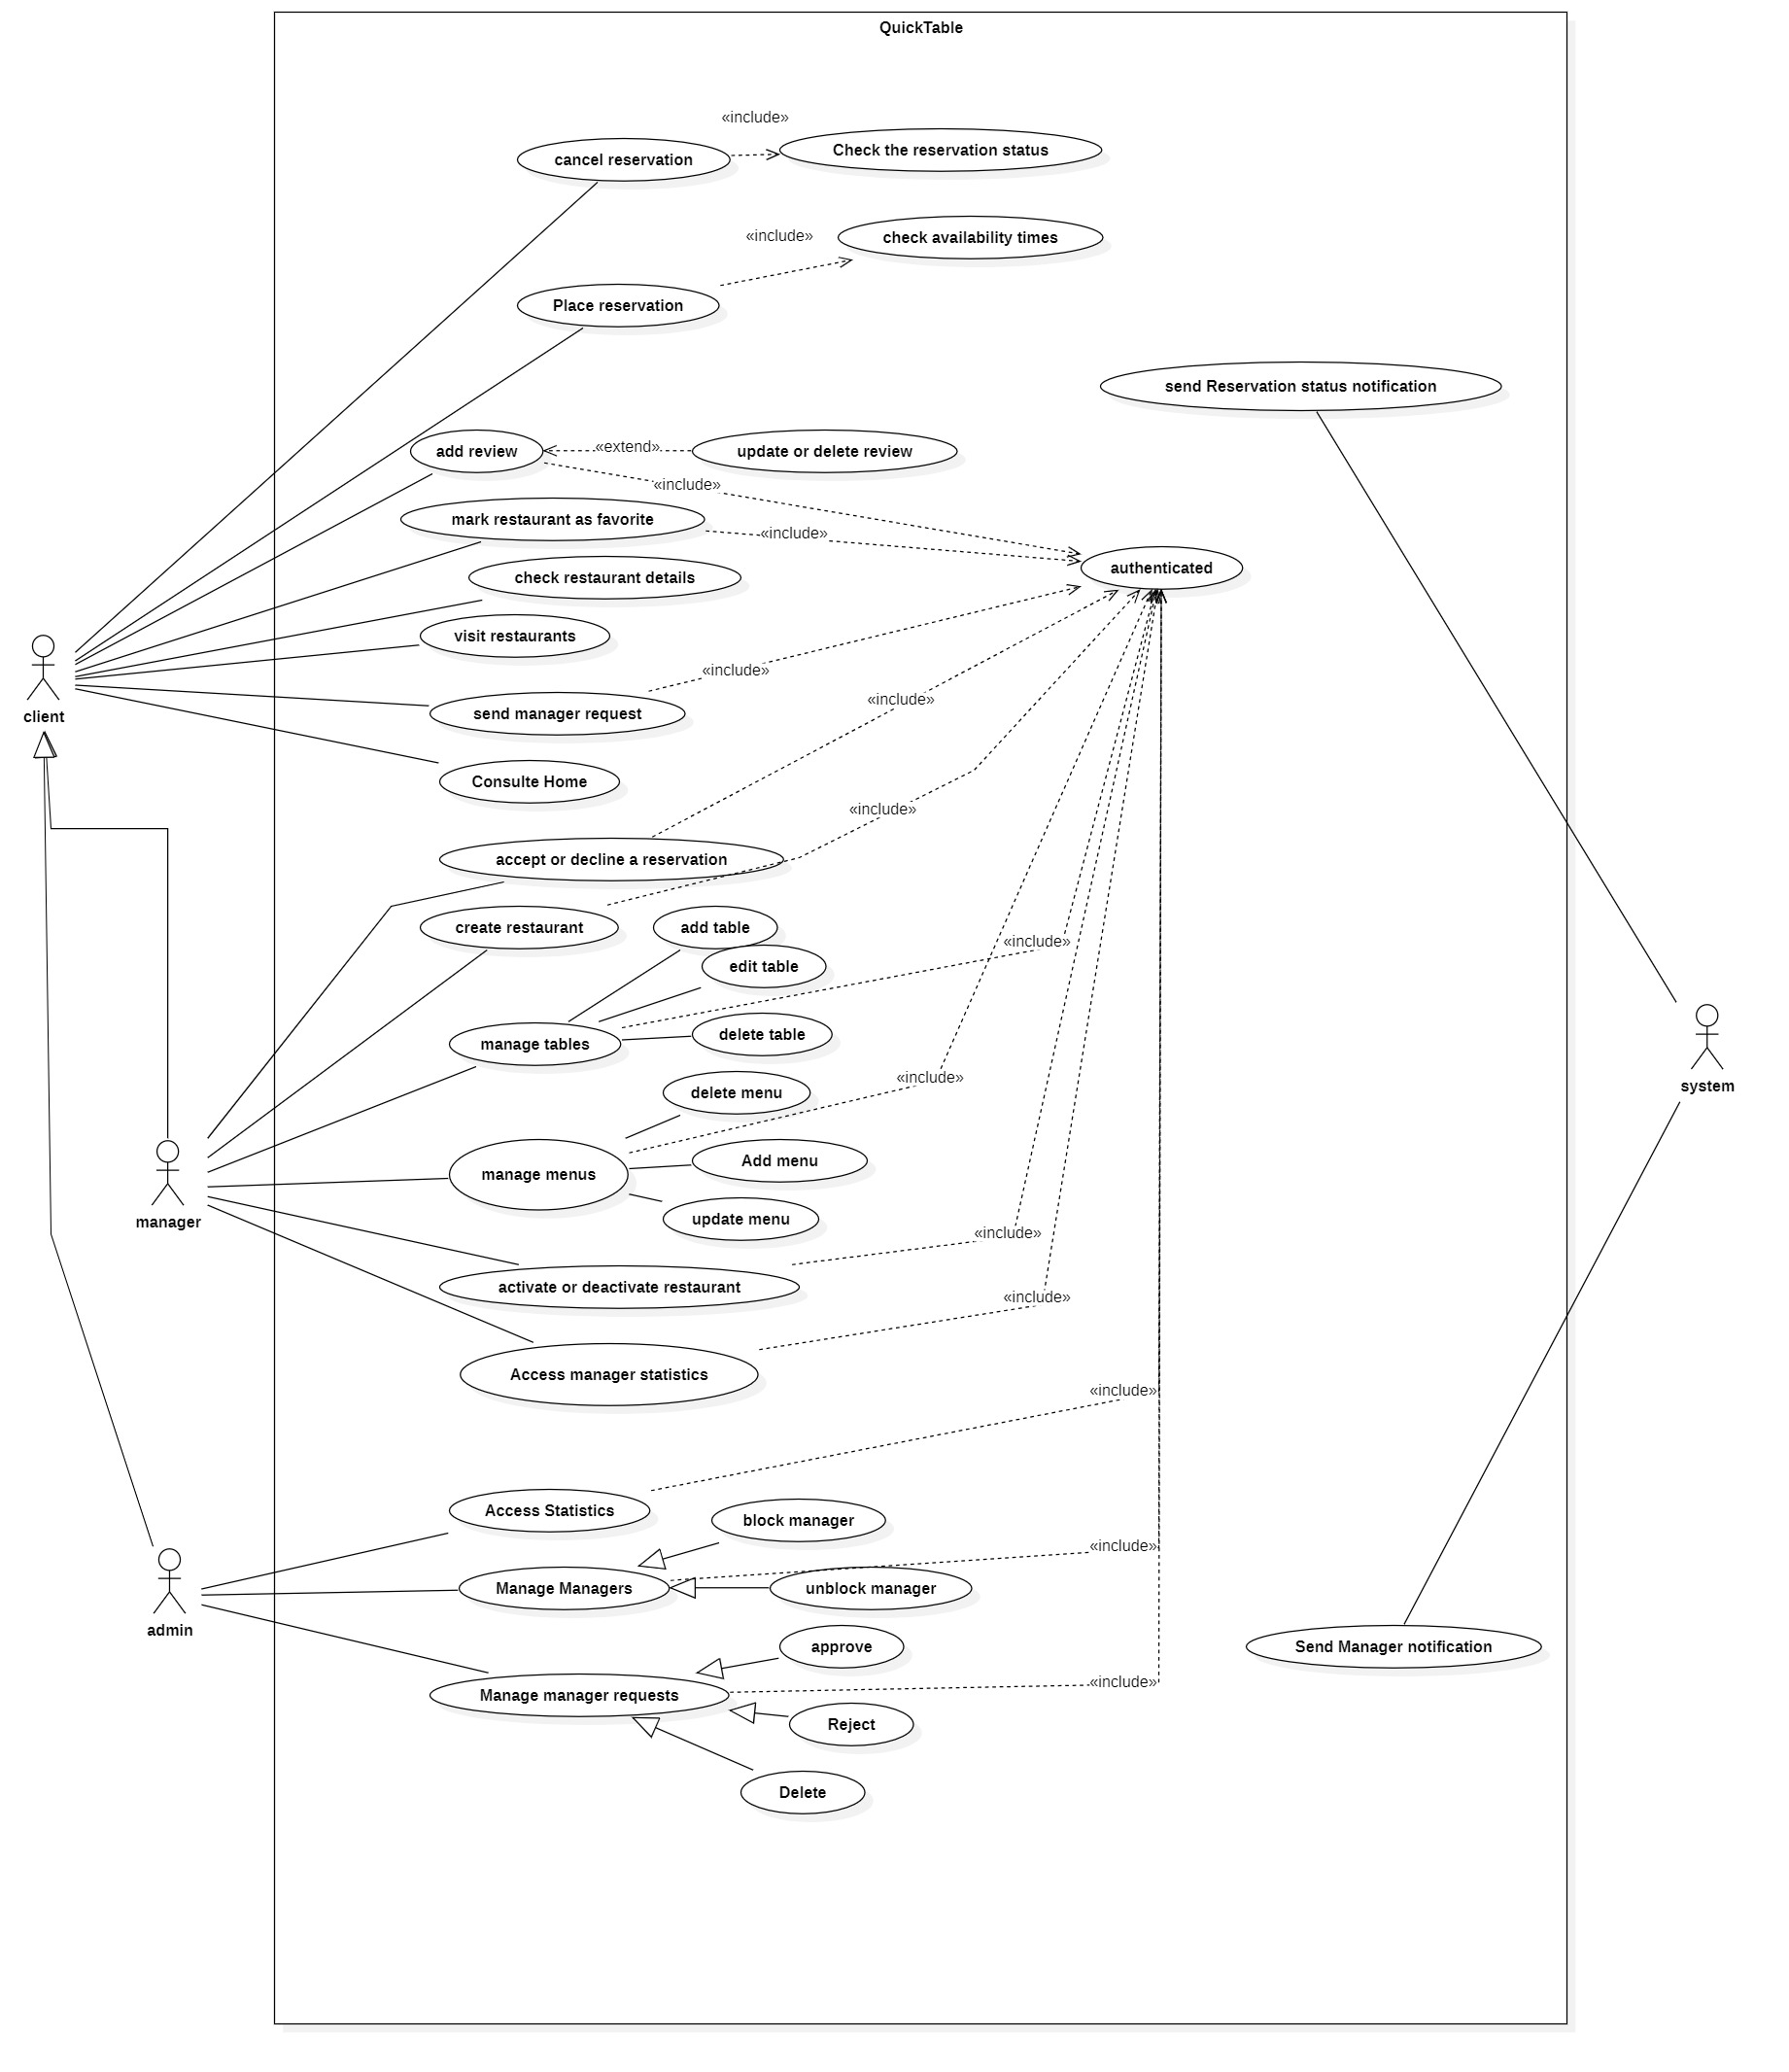 QuickTable
«include»
cancel reservation
Check the reservation status
«include»
check availability times
Place reservation
send Reservation status notification
add review
«extend»
update or delete review
«include»
mark restaurant as favorite
«include»
check restaurant details
authenticated
visit restaurants
«include»
send manager request
«include»
client
Consulte Home
«include»
accept or decline a reservation
create restaurant
add table
«include»
edit table
manage tables
delete table
«include»
system
delete menu
manage menus
Add menu
manager
update menu
«include»
activate or deactivate restaurant
«include»
Access manager statistics
«include»
Access Statistics
block manager
«include»
Manage Managers
unblock manager
admin
approve
Send Manager notification
«include»
Manage manager requests
Reject
Delete